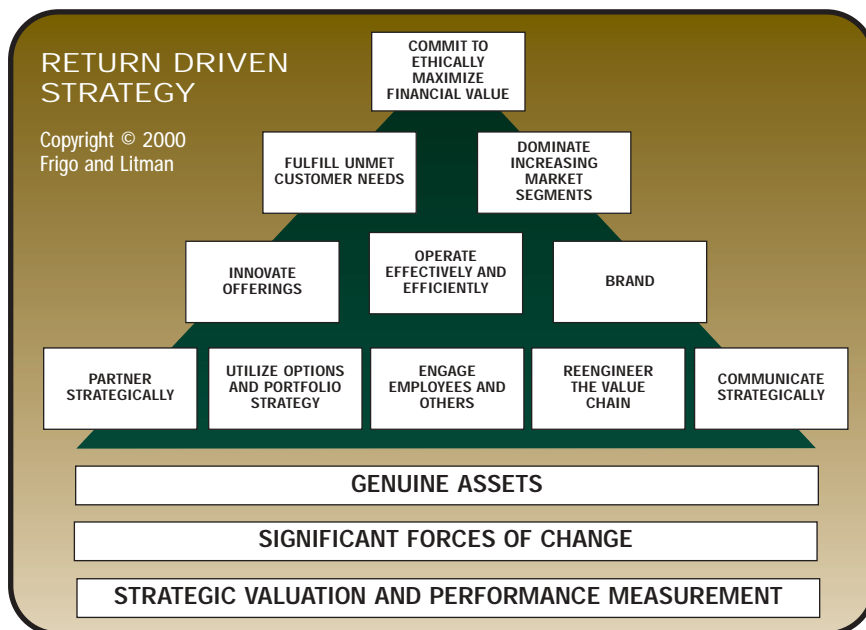 RETURN DRIVEN
STRATEGY
Copyright © 2000
Frigo and Litman
COMMIT TO
ETHICALLY
MAXIMIZE
FINANCIAL VALUE
FULFILL UNMET
CUSTOMER NEEDS
DOMINATE
INCREASING
MARKET
SEGMENTS
INNOVATE
OFFERINGS
OPERATE
EFFECTIVELY AND
EFFICIENTLY
BRAND
PARTNER
STRATEGICALLY
UTILIZE OPTIONS
AND PORTFOLIO
STRATEGY
ENGAGE
EMPLOYEES AND
OTHERS
REENGINEER
THE VALUE
CHAIN
COMMUNICATE
STRATEGICALLY
GENUINE ASSETS
SIGNIFICANT FORCES OF CHANGE
STRATEGIC VALUATION AND PERFORMANCE MEASUREMENT